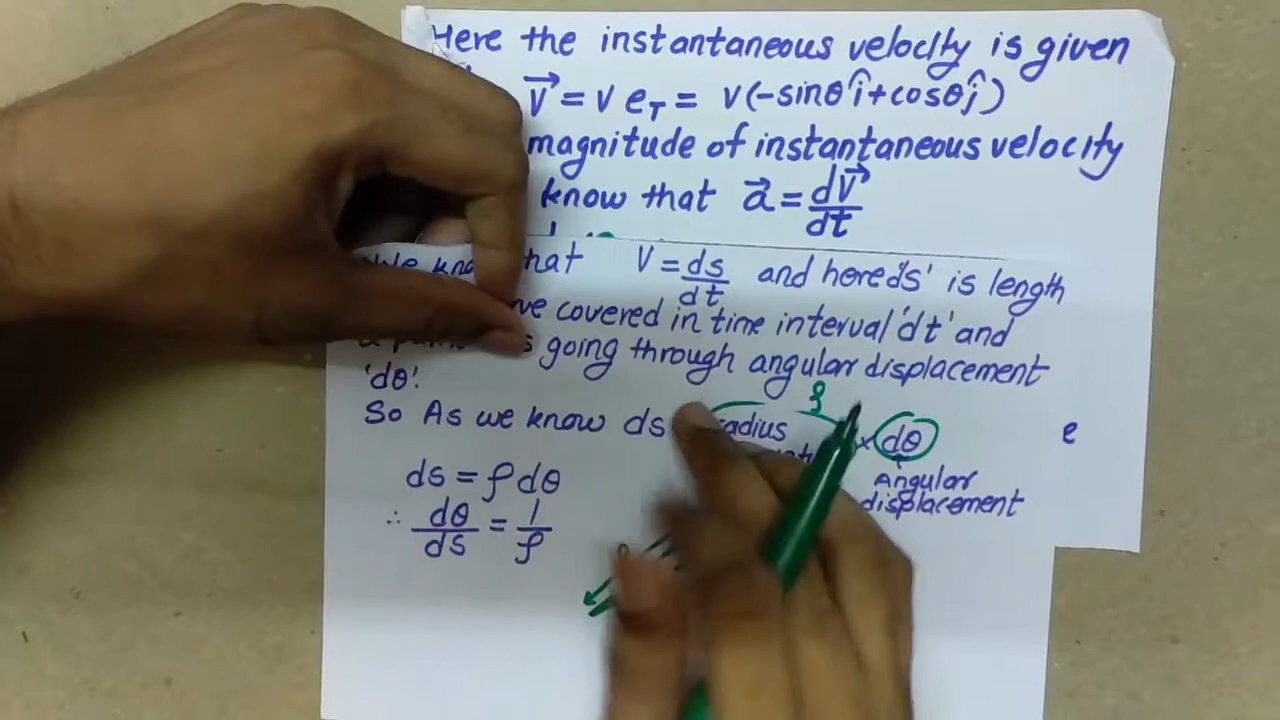 Here the instantaneous velocity is given
V⃗ = V e_T = V(-sinθ î + cosθ ĵ)
magnitude of instantaneous velocity
know that a⃗ = dV⃗/dt
We hat V = ds/dt and here 'ds' is length
covered in time interval 'dt' and
going through angular displacement
'dθ'.
So As we know ds radius × dθ
ρ
e
Angular
displacement
ds = ρ dθ
∴ dθ/ds = 1/ρ